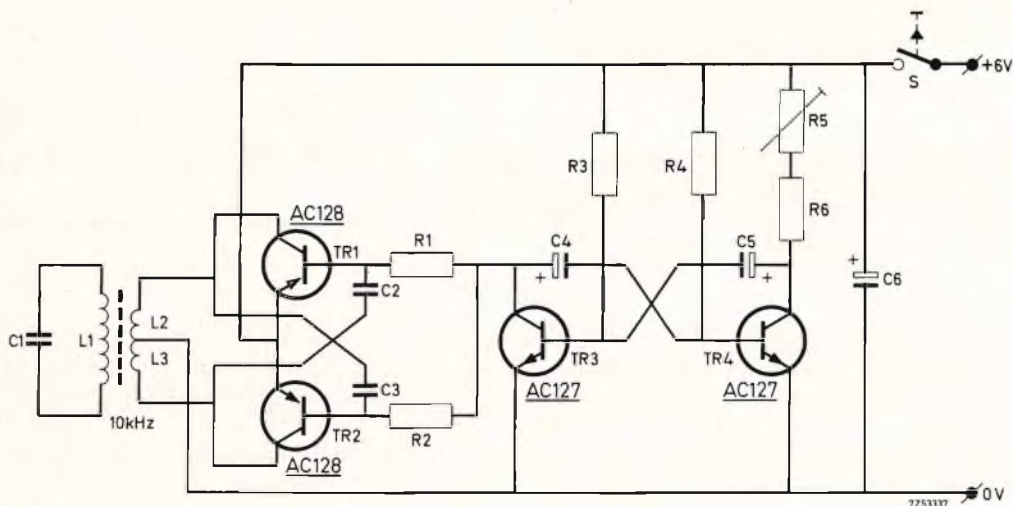 S
+6V
R5
R3
R4
R6
AC128
TR1
R1
C4
+
C5
+
+
C6
C2
C1
L1
L2
L3
10kHz
TR3
TR4
AC127
AC127
C3
TR2
R2
AC128
0V
7Z53337